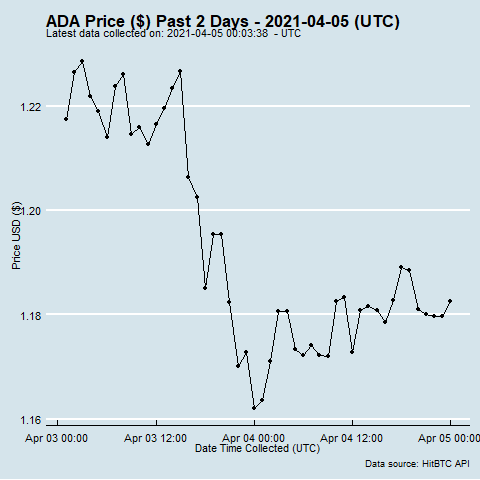 ADA Price ($) Past 2 Days - 2021-04-05 (UTC)
Latest data collected on: 2021-04-05 00:03:38 - UTC
Price USD ($)
1.22
1.20
1.18
1.16
Apr 03 00:00 Apr 03 12:00 Apr 04 00:00 Apr 04 12:00 Apr 05 00:00
Date Time Collected (UTC)
Data source: HitBTC API